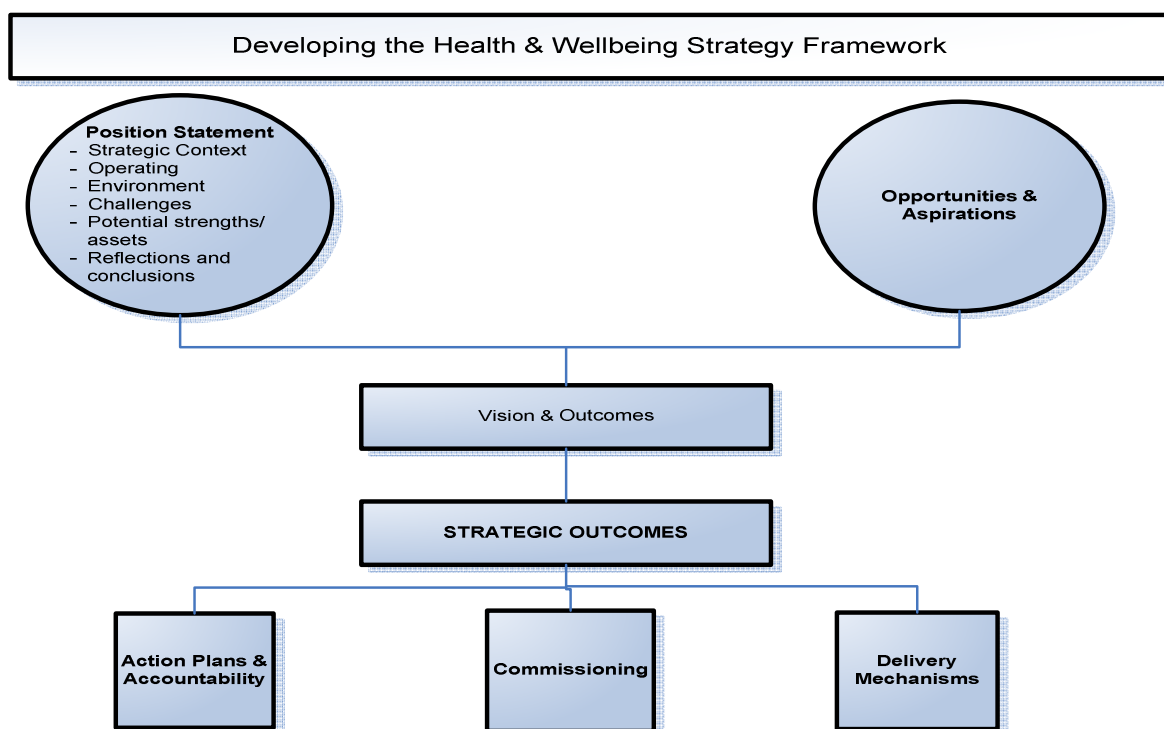 Developing the Health & Wellbeing Strategy Framework
Position Statement
- Strategic Context
- Operating
- Environment
- Challenges
- Potential strengths/
assets
- Reflections and
conclusions
Opportunities &
Aspirations
Vision & Outcomes
STRATEGIC OUTCOMES
Action Plans &
Accountability
Commissioning
Delivery
Mechanisms